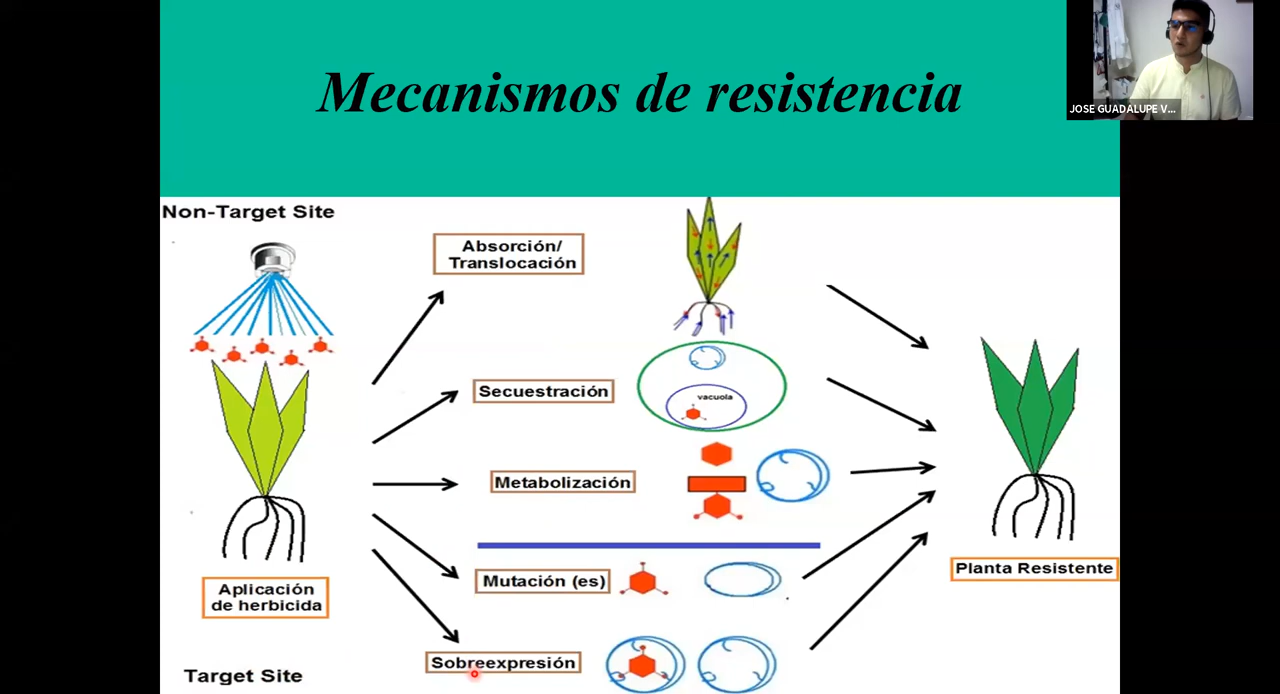 Mecanismos de resistencia
JOSE GUADALUPE V...
Non-Target Site
Absorción/
Translocación
Secuestración
vacuola
Metabolización
Mutación (es)
Planta Resistente
Aplicación
de herbicida
Sobreexpresión
Target Site